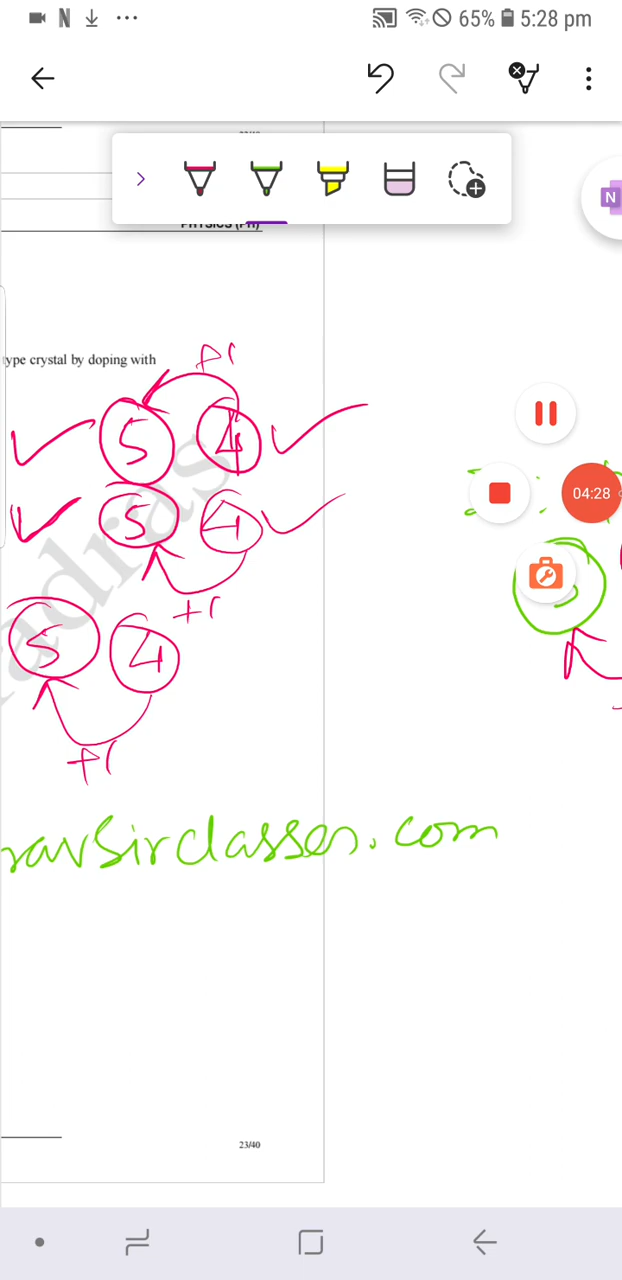 65% 5:28 pm
PHYSICS (PH)
type crystal by doping with
+1
5 4
5 4
+1
5 4
+1
04:28
ravSirclasses.com
23/40